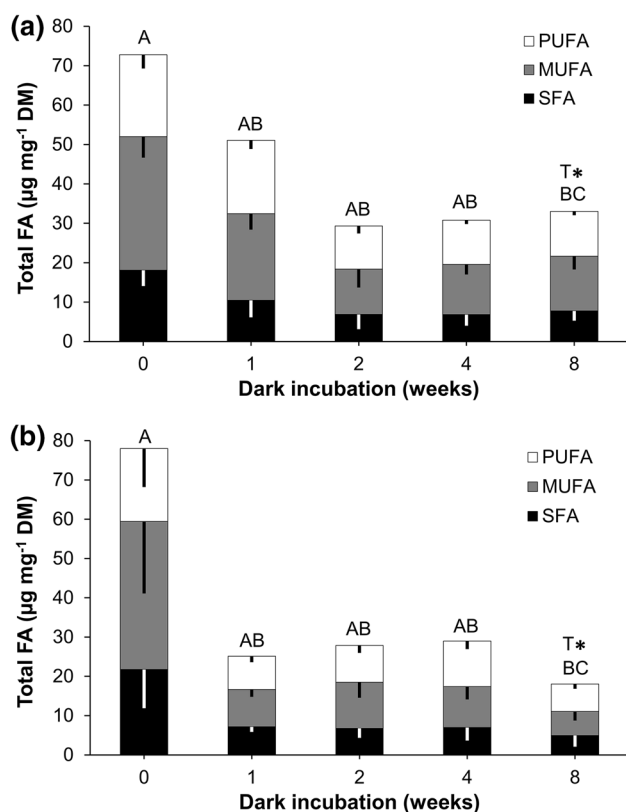 (a)
80
70
60
50
40
30
20
10
0
Total FA (µg mg⁻¹ DM)
A
AB
AB
AB
T*
BC
PUFA
MUFA
SFA
0 1 2 4 8
Dark incubation (weeks)
(b)
80
70
60
50
40
30
20
10
0
Total FA (µg mg⁻¹ DM)
A
AB
AB
AB
T*
BC
PUFA
MUFA
SFA
0 1 2 4 8
Dark incubation (weeks)